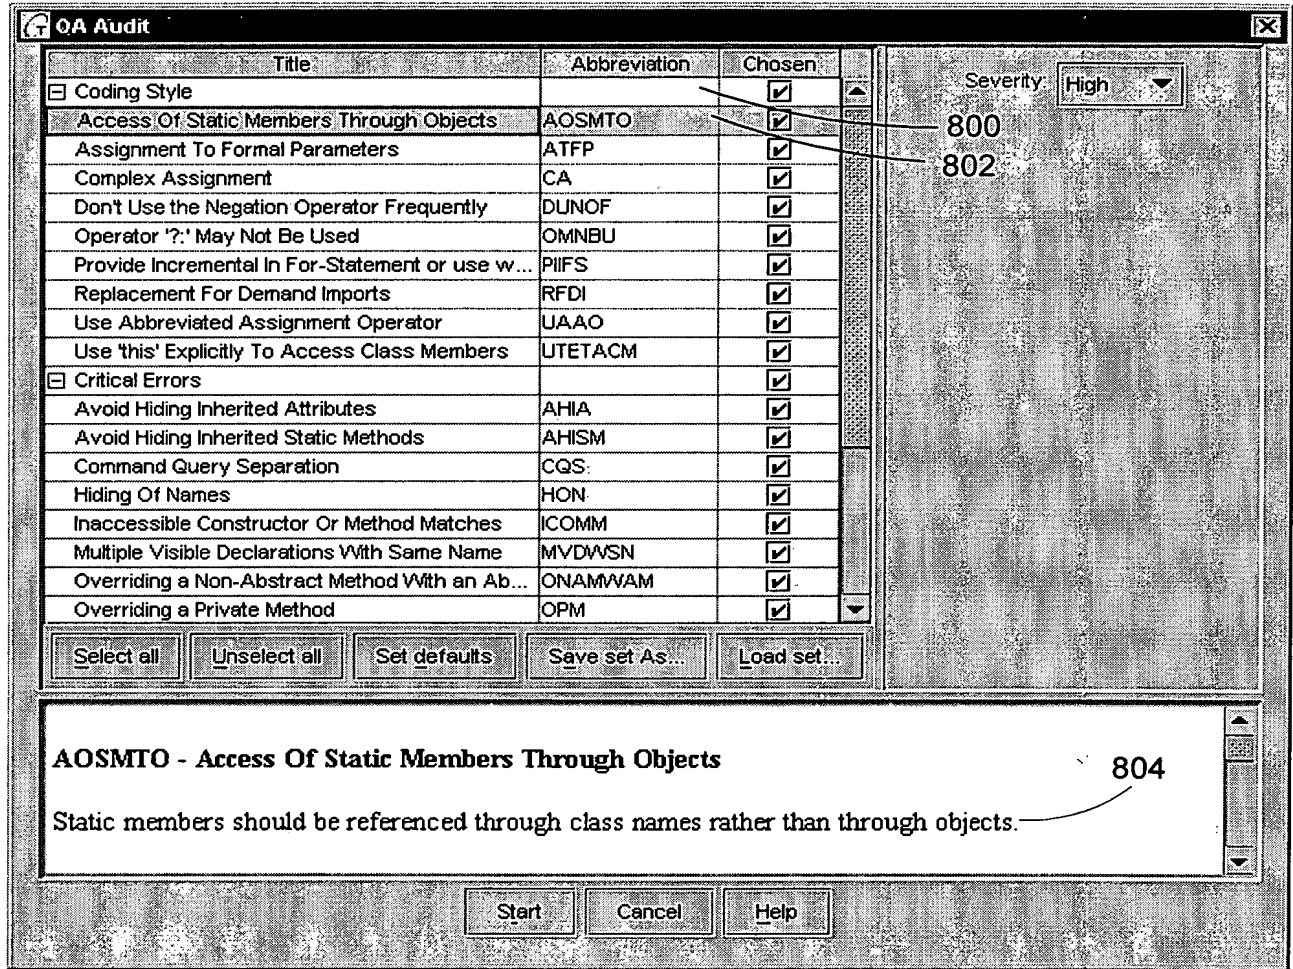 QA Audit
Title Abbreviation Chosen
Severity: High
Coding Style
800
Access Of Static Members Through Objects AOSMTO
802
Assignment To Formal Parameters ATFP
Complex Assignment CA
Don't Use the Negation Operator Frequently DUNOF
Operator '?:' May Not Be Used OMNBU
Provide Incremental In For-Statement or use w... PIIFS
Replacement For Demand Imports RFDI
Use Abbreviated Assignment Operator UAAO
Use 'this' Explicitly To Access Class Members UTETACM
Critical Errors
Avoid Hiding Inherited Attributes AHIA
Avoid Hiding Inherited Static Methods AHISM
Command Query Separation CQS
Hiding Of Names HON
Inaccessible Constructor Or Method Matches ICOMM
Multiple Visible Declarations With Same Name MVDWSN
Overriding a Non-Abstract Method With an Ab... ONAMWAM
Overriding a Private Method OPM
Select all Unselect all Set defaults Save set As... Load set...
AOSMTO - Access Of Static Members Through Objects
804
Static members should be referenced through class names rather than through objects.
Start Cancel Help